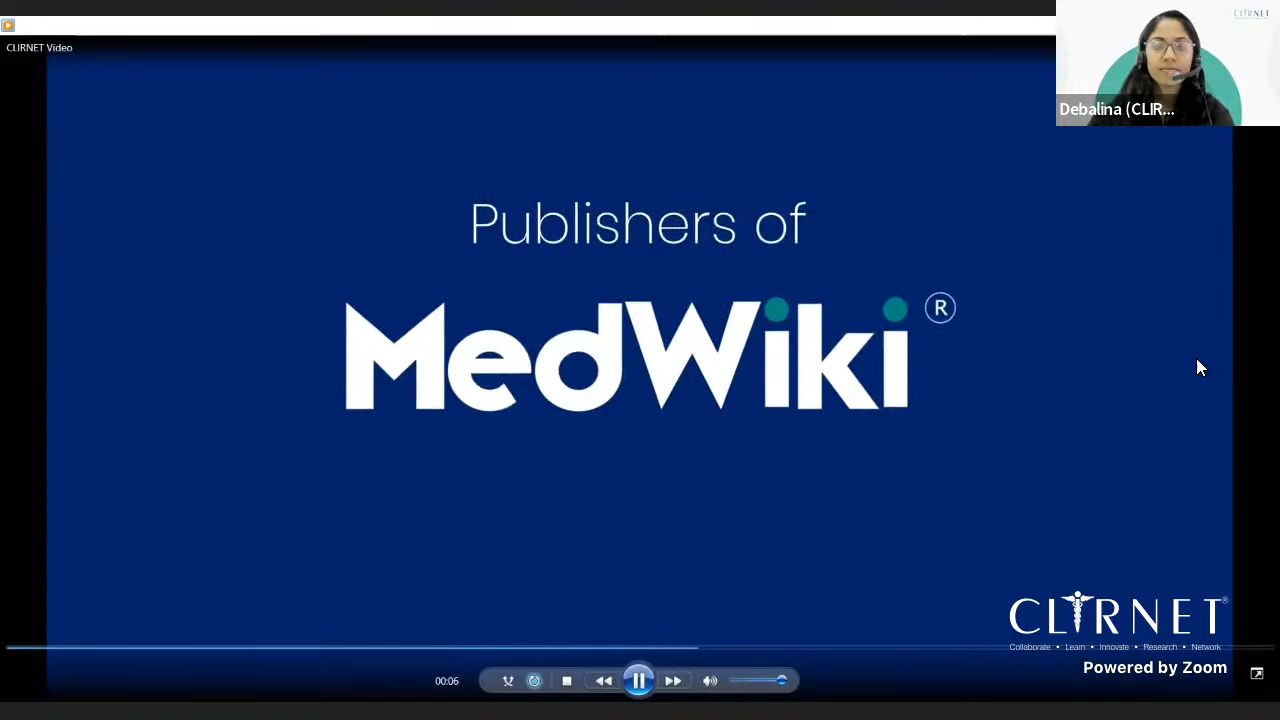 CLIRNET
CLIRNET Video
Debalina (CLIR...
Publishers of
MedWiki ®
CLIRNET®
Collaborate • Learn • Innovate • Research • Network
Powered by Zoom
00:06